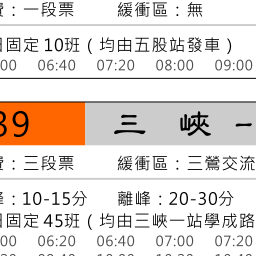 費：一段票 緩衝區：無
日固定 10班（均由五股站發車）
00 06:40 07:20 08:00 09:00
39 三 峽 –
費：三段票 緩衝區：三鶯交流
峰：10-15分 離峰：20-30分
日固定 45班（均由三峽一站學成路
00 06:20 06:40 07:00 07:20